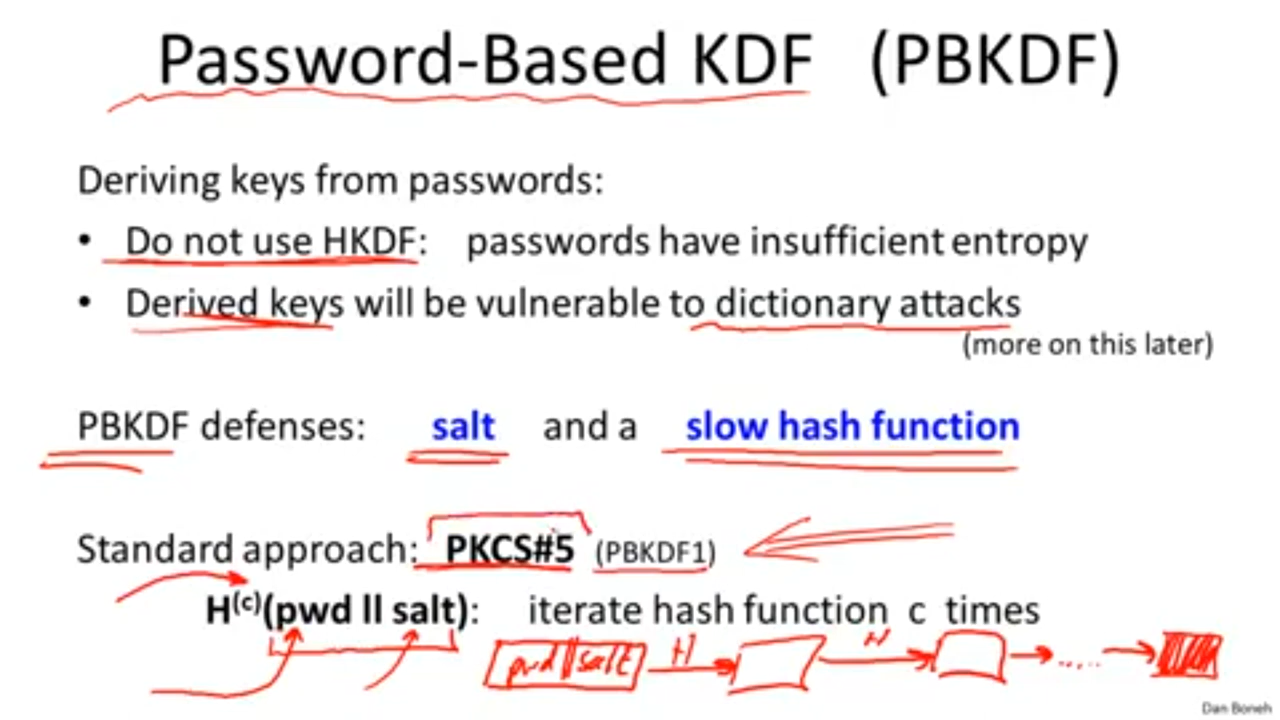 Password-Based KDF (PBKDF)
Deriving keys from passwords:
• Do not use HKDF: passwords have insufficient entropy
• Derived keys will be vulnerable to dictionary attacks
(more on this later)
PBKDF defenses: salt and a slow hash function
Standard approach: PKCS#5 (PBKDF1)
H(c)(pwd ll salt): iterate hash function c times
pwd||salt H H .....
Dan Boneh